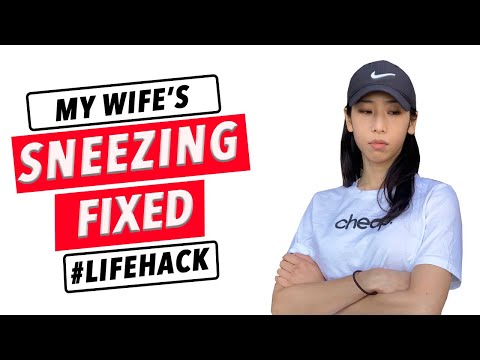 MY WIFE'S
SNEEZING
FIXED
#LIFEHACK
cheap.